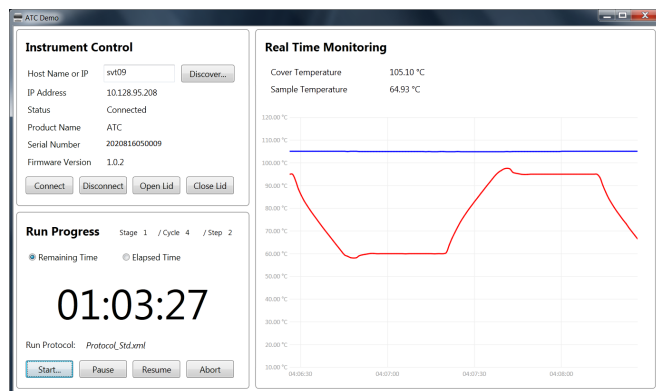 ATC Demo
Instrument Control
Host Name or IP svt09 Discover...
IP Address 10.128.95.208
Status Connected
Product Name ATC
Serial Number 2020816050009
Firmware Version 1.0.2
Connect Disconnect Open Lid Close Lid
Run Progress Stage 1 / Cycle 4 / Step 2
Remaining Time Elapsed Time
01:03:27
Run Protocol: Protocol_Std.xml
Start... Pause Resume Abort
Real Time Monitoring
Cover Temperature 105.10 °C
Sample Temperature 64.93 °C
120.00 °C
110.00 °C
100.00 °C
90.00 °C
80.00 °C
70.00 °C
60.00 °C
50.00 °C
40.00 °C
30.00 °C
20.00 °C
10.00 °C
04:06:30 04:07:00 04:07:30 04:08:00